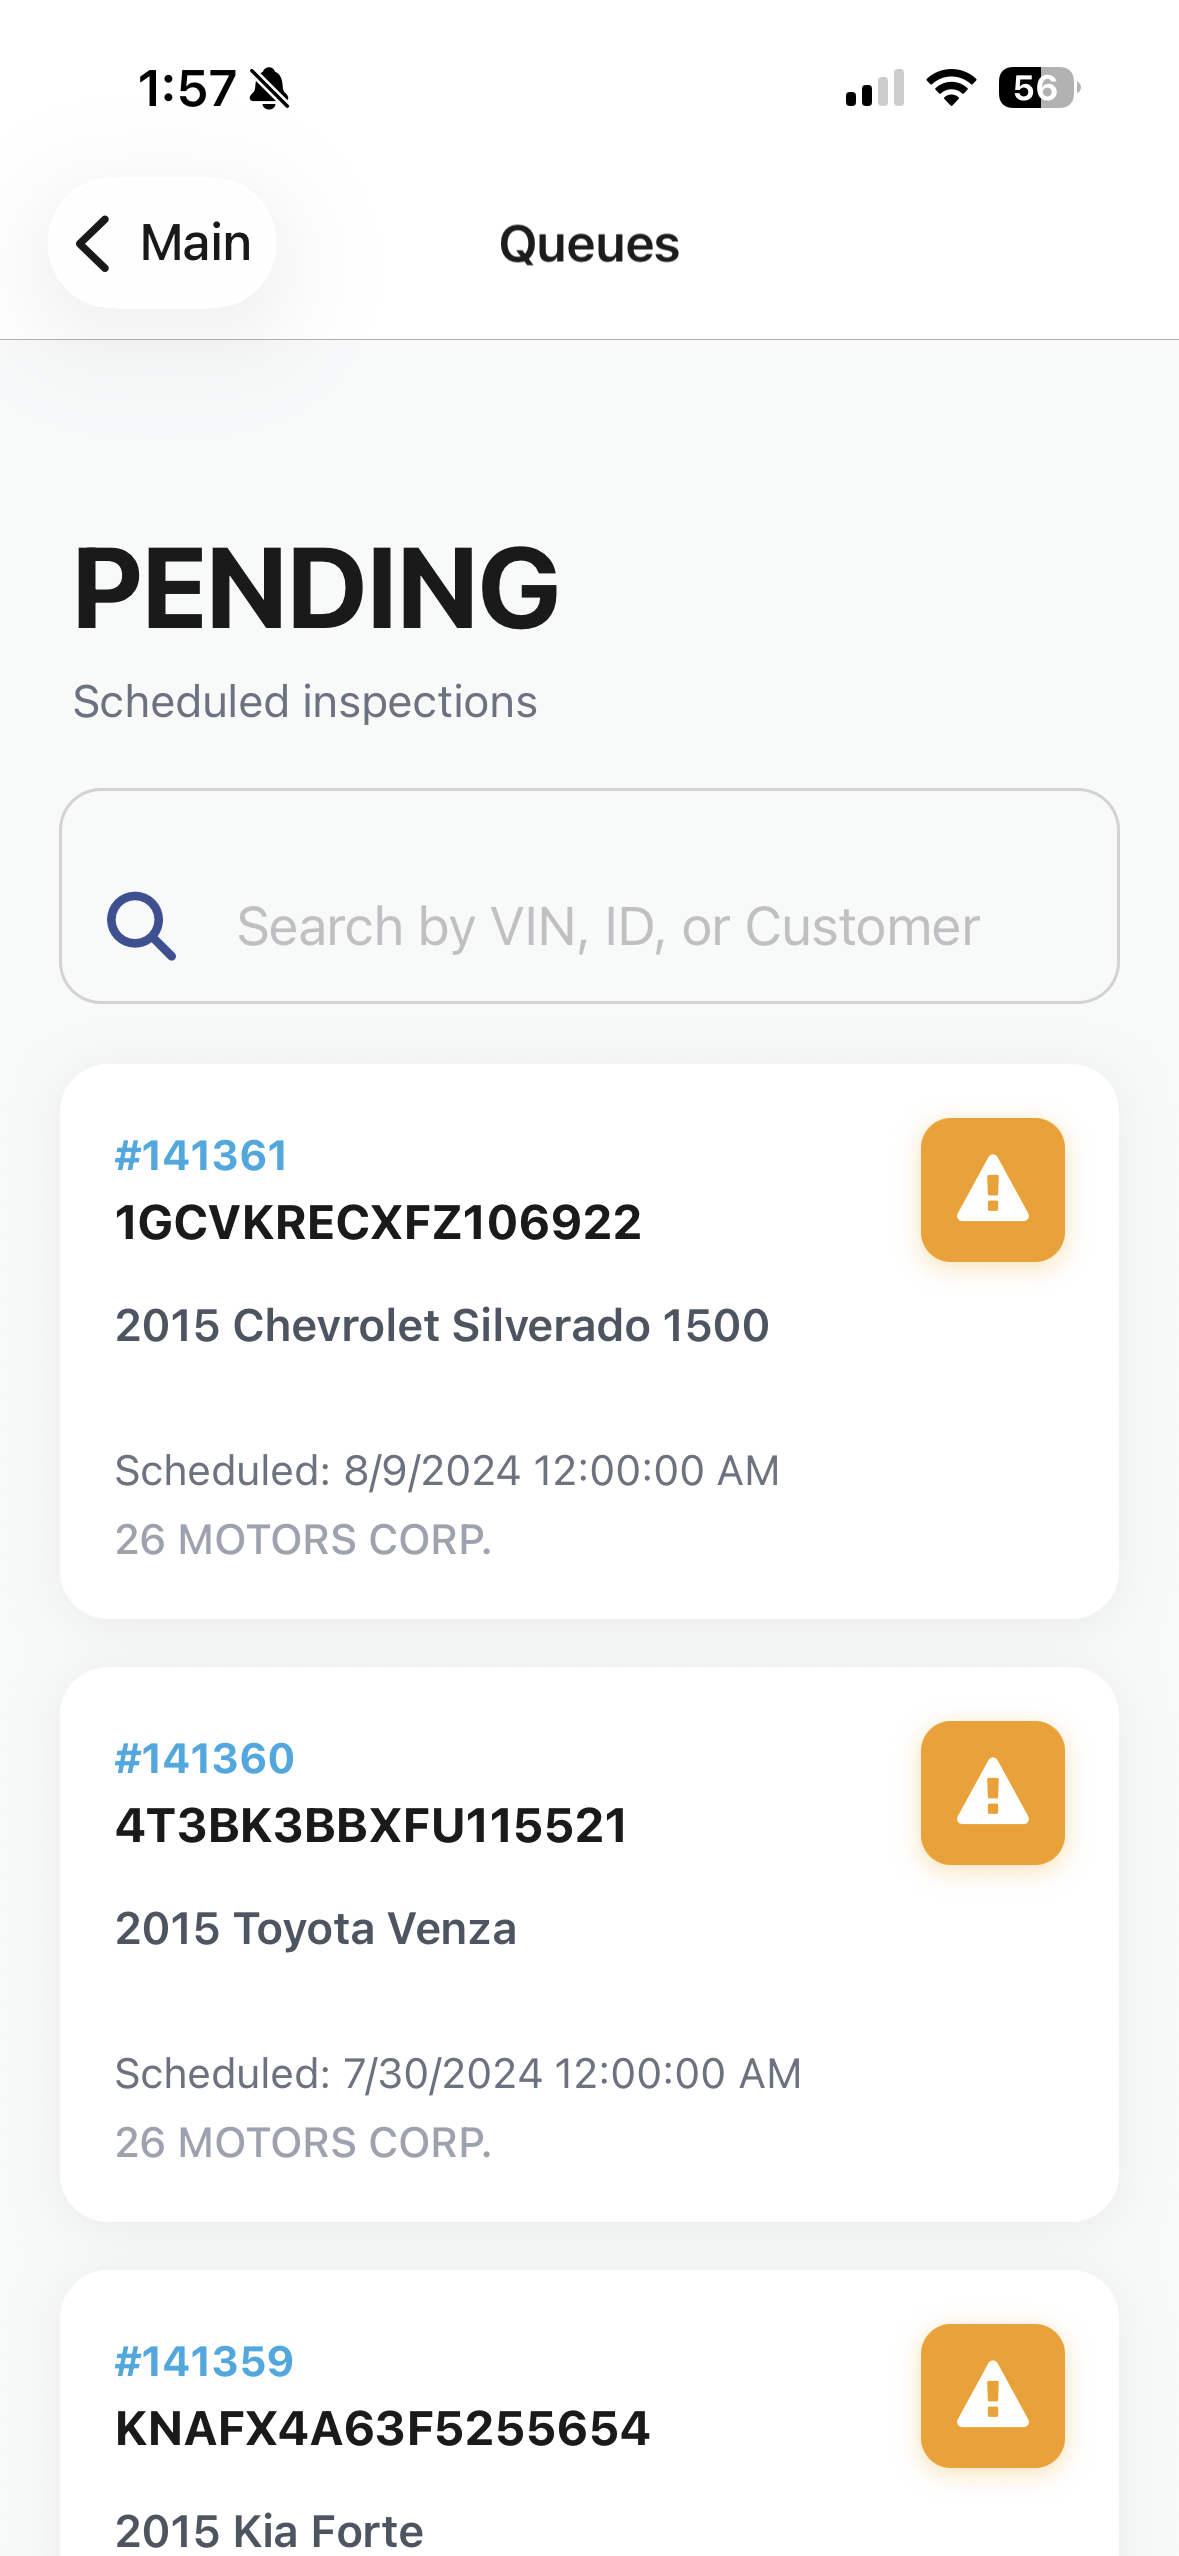 1:57
56
Main
Queues
PENDING
Scheduled inspections
Search by VIN, ID, or Customer
#141361
1GCVKRECXFZ106922
2015 Chevrolet Silverado 1500
Scheduled: 8/9/2024 12:00:00 AM
26 MOTORS CORP.
#141360
4T3BK3BBXFU115521
2015 Toyota Venza
Scheduled: 7/30/2024 12:00:00 AM
26 MOTORS CORP.
#141359
KNAFX4A63F5255654
2015 Kia Forte